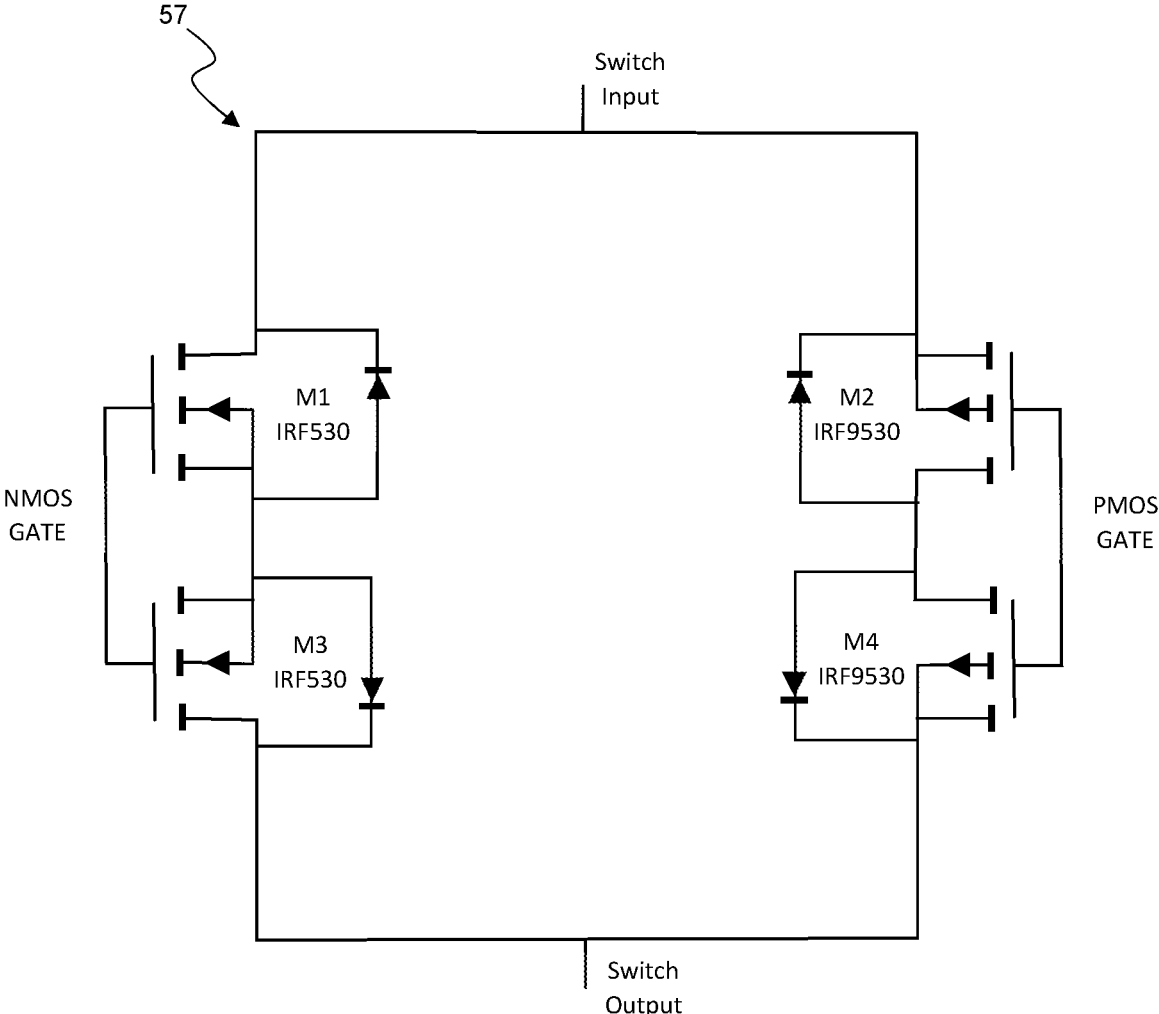 57
Switch
Input
M1
IRF530
M2
IRF9530
NMOS
GATE
PMOS
GATE
M3
IRF530
M4
IRF9530
Switch
Output